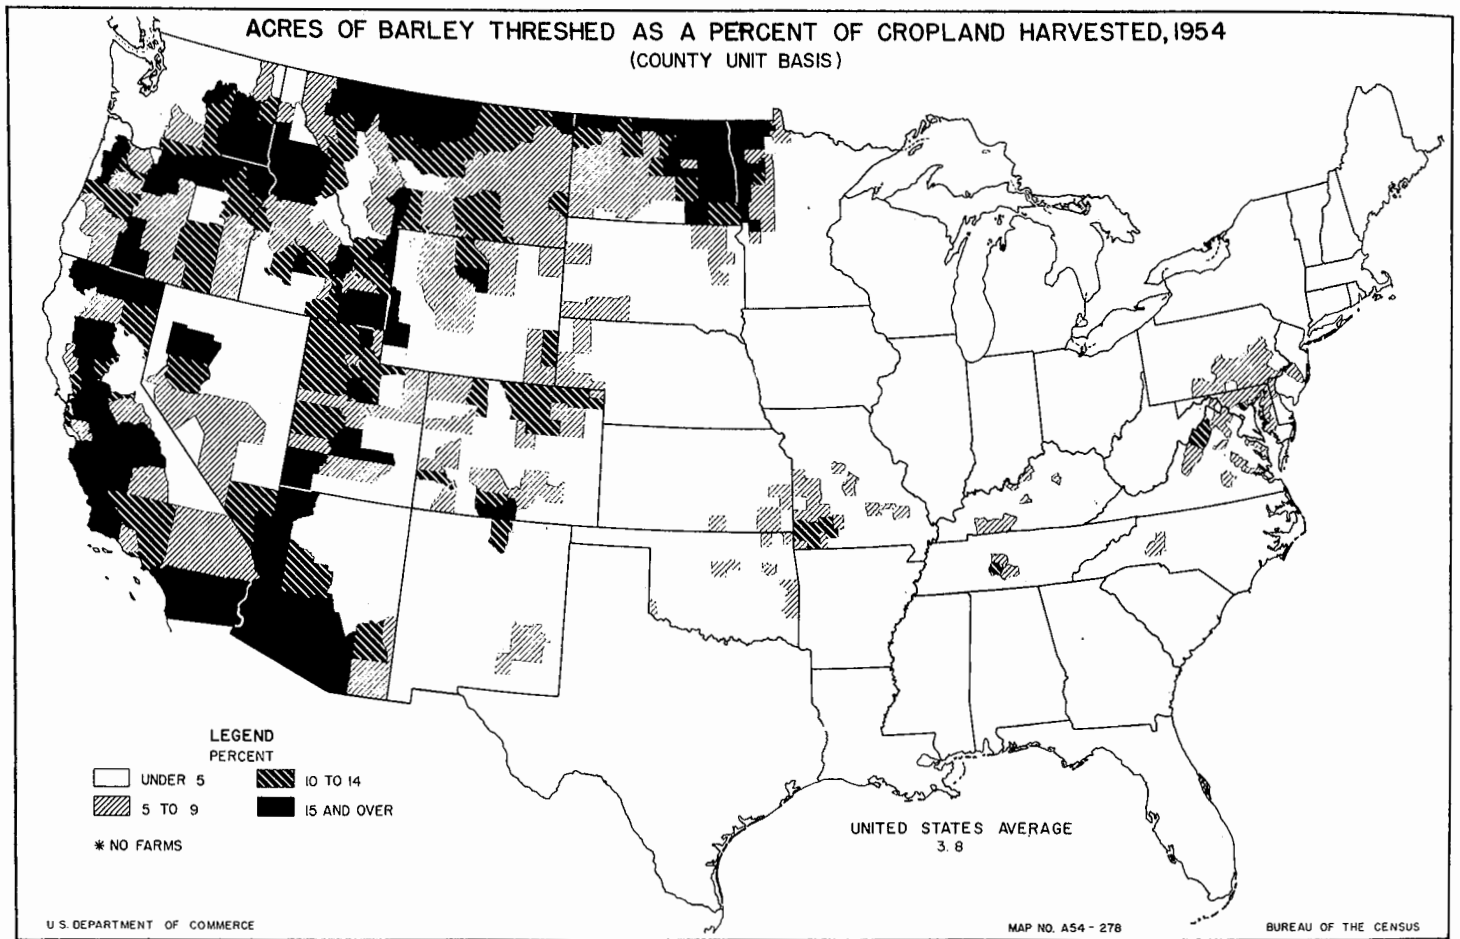 ACRES OF BARLEY THRESHED AS A PERCENT OF CROPLAND HARVESTED, 1954
(COUNTY UNIT BASIS)
LEGEND
PERCENT
UNDER 5
10 TO 14
5 TO 9
15 AND OVER
* NO FARMS
UNITED STATES AVERAGE
3.8
U S. DEPARTMENT OF COMMERCE
MAP NO. A54 - 278
BUREAU OF THE CENSUS